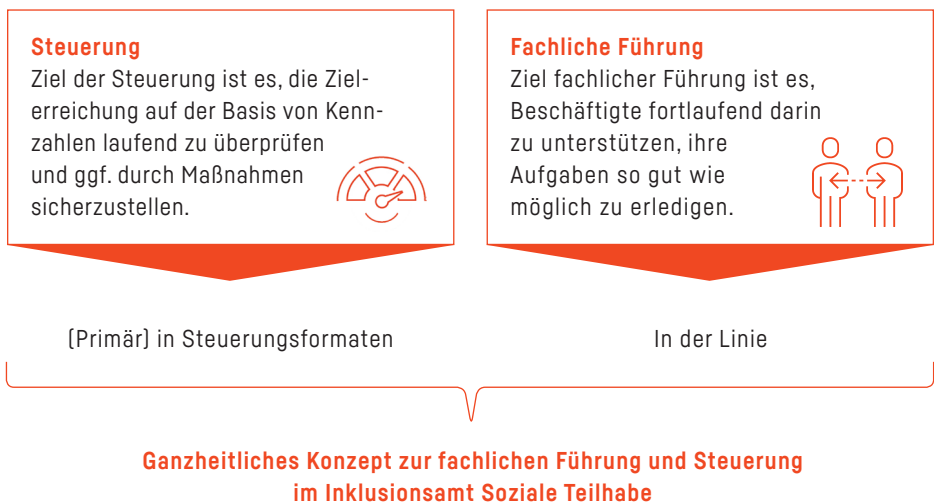 Steuerung
Ziel der Steuerung ist es, die Ziel-
erreichung auf der Basis von Kenn-
zahlen laufend zu überprüfen
und ggf. durch Maßnahmen
sicherzustellen.
Fachliche Führung
Ziel fachlicher Führung ist es,
Beschäftigte fortlaufend darin
zu unterstützen, ihre
Aufgaben so gut wie
möglich zu erledigen.
(Primär) in Steuerungsformaten
In der Linie
Ganzheitliches Konzept zur fachlichen Führung und Steuerung
im Inklusionsamt Soziale Teilhabe